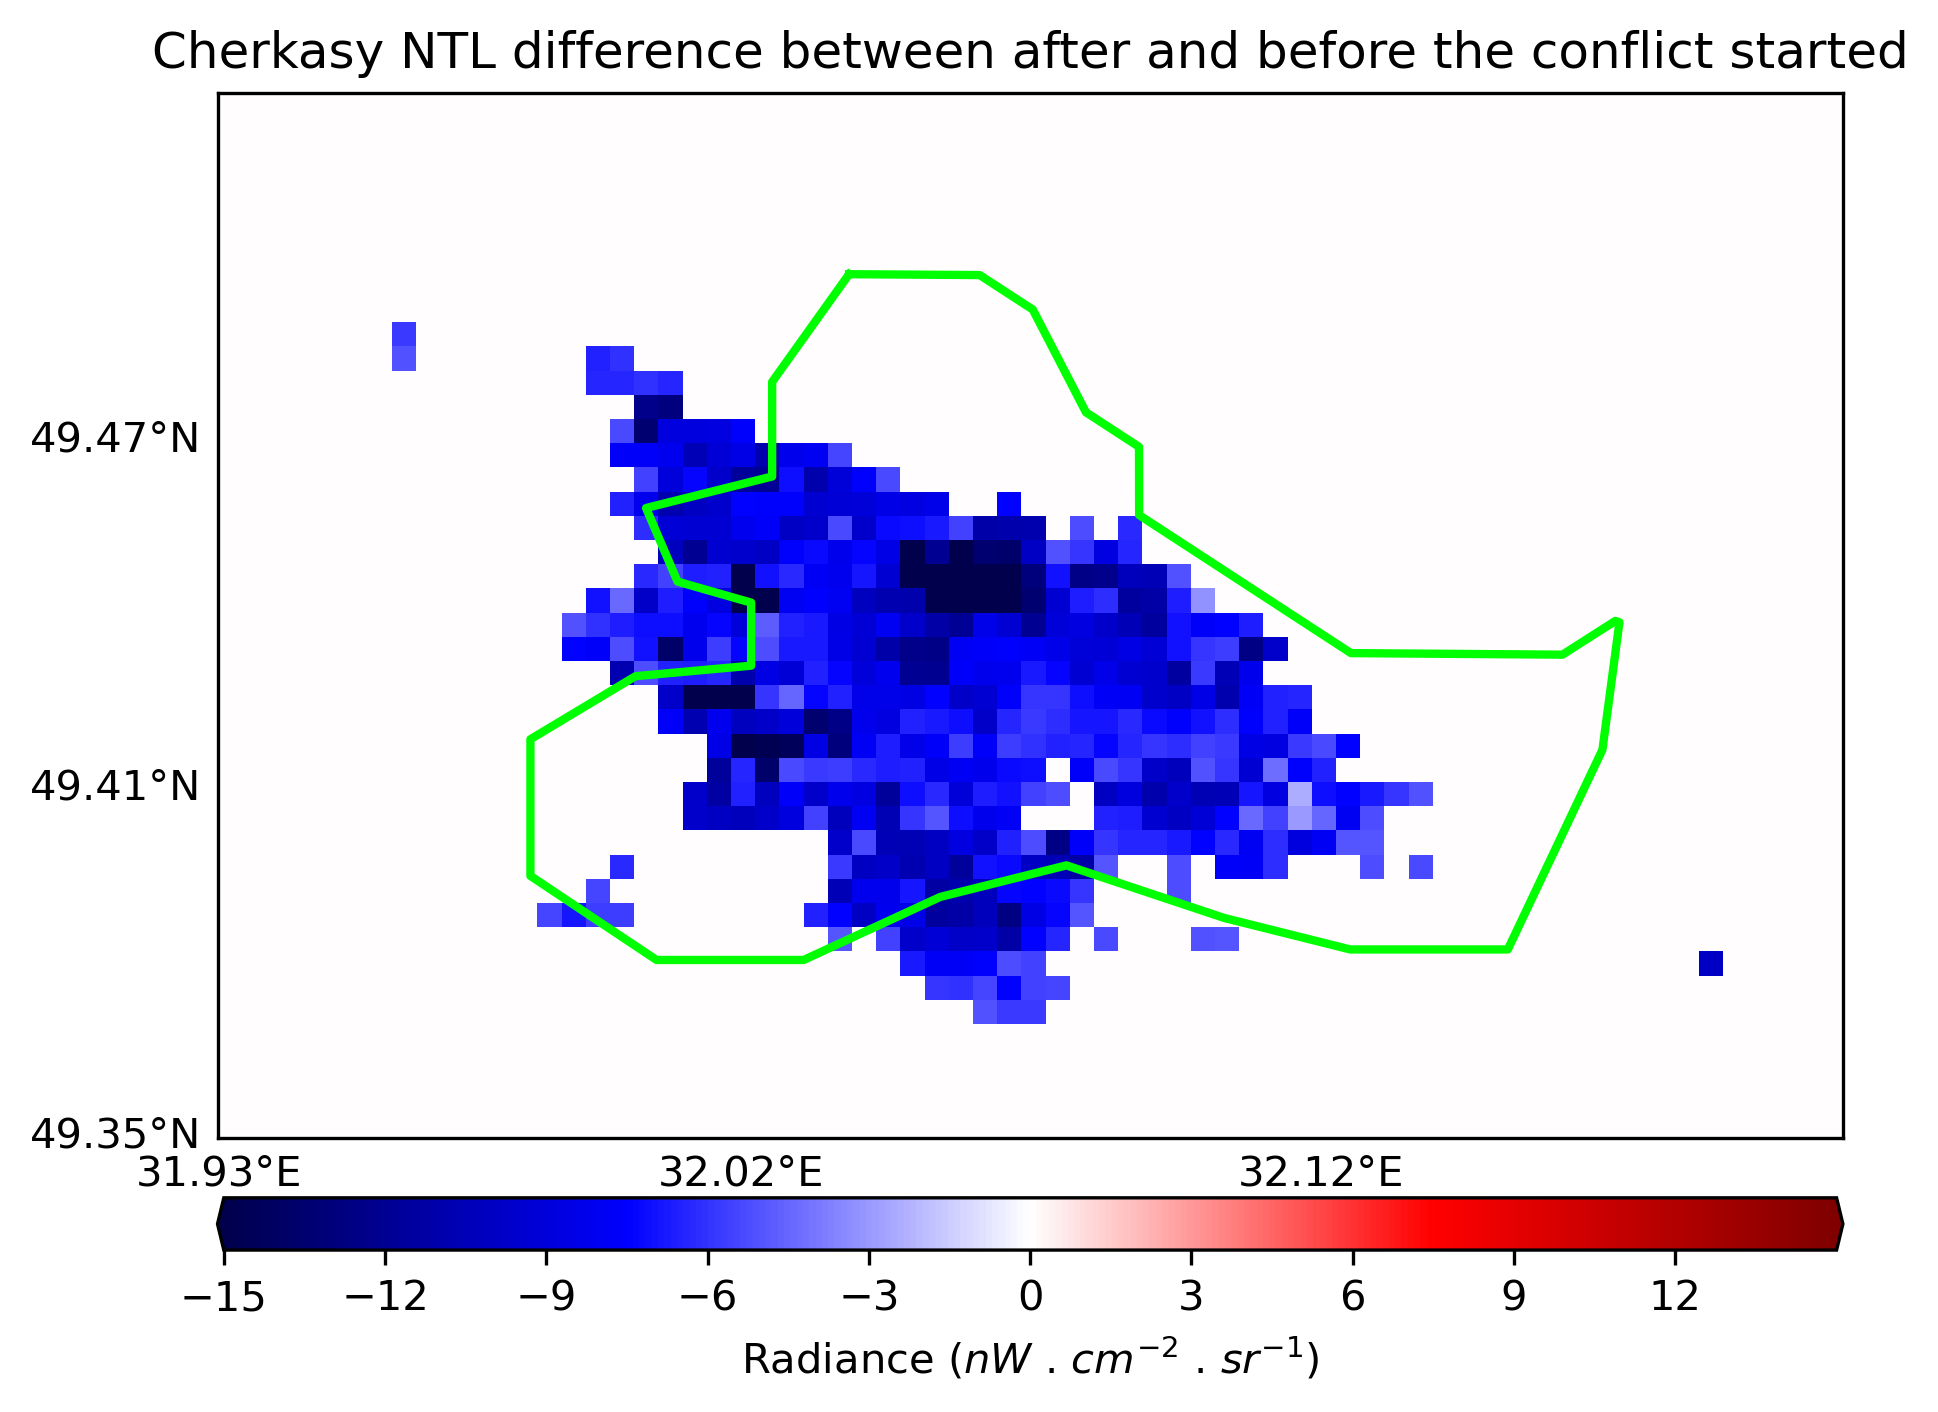 Cherkasy NTL difference between after and before the conflict started
49.47°N
49.41°N
49.35°N
31.93°E 32.02°E 32.12°E
−15 −12 −9 −6 −3 0 3 6 9 12
Radiance (nW . cm⁻² . sr⁻¹)